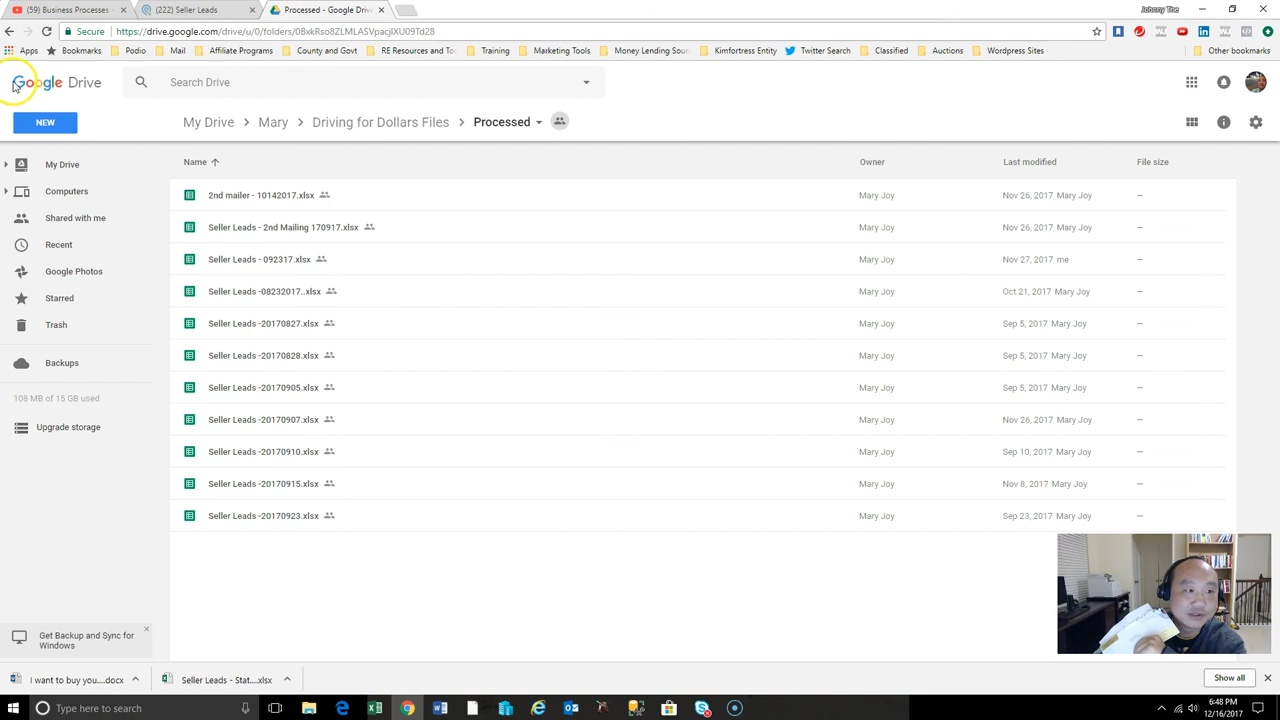 (59) Business Processes -
(222) Seller Leads
Processed - Google Driv
Johnny The
Secure
https://drive.google.com/drive/u/0/folders/0BxkRso8ZLMLASVpacjlXU09Td28
Apps
Bookmarks
Podio
Mail
Affiliate Programs
County and Govt
RE Resources and Too
Training
Marketing Tools
Money Lending Sour
Kimfortress Entity
Twitter Search
Classified
Auctions
Wordpress Sites
Other bookmarks
Google Drive
Search Drive
NEW
My Drive
Mary
Driving for Dollars Files
Processed
My Drive
Computers
Shared with me
Recent
Google Photos
Starred
Trash
Backups
108 MB of 15 GB used
Upgrade storage
Get Backup and Sync for
Windows
Name Owner Last modified File size
2nd mailer - 10142017.xlsx Mary Joy Nov 26, 2017 Mary Joy –
Seller Leads - 2nd Mailing 170917.xlsx Mary Joy Nov 26, 2017 Mary Joy –
Seller Leads - 092317.xlsx Mary Joy Nov 27, 2017 me –
Seller Leads -08232017..xlsx Mary Joy Oct 21, 2017 Mary Joy –
Seller Leads -20170827.xlsx Mary Joy Sep 5, 2017 Mary Joy –
Seller Leads -20170828.xlsx Mary Joy Sep 5, 2017 Mary Joy –
Seller Leads -20170905.xlsx Mary Joy Sep 5, 2017 Mary Joy –
Seller Leads -20170907.xlsx Mary Joy Nov 26, 2017 Mary Joy –
Seller Leads -20170910.xlsx Mary Joy Sep 10, 2017 Mary Joy –
Seller Leads -20170915.xlsx Mary Joy Nov 8, 2017 Mary Joy –
Seller Leads -20170923.xlsx Mary Joy Sep 23, 2017 Mary Joy –
I want to buy you....docx
Seller Leads - Stat....xlsx
Show all
Type here to search
6:48 PM
12/16/2017